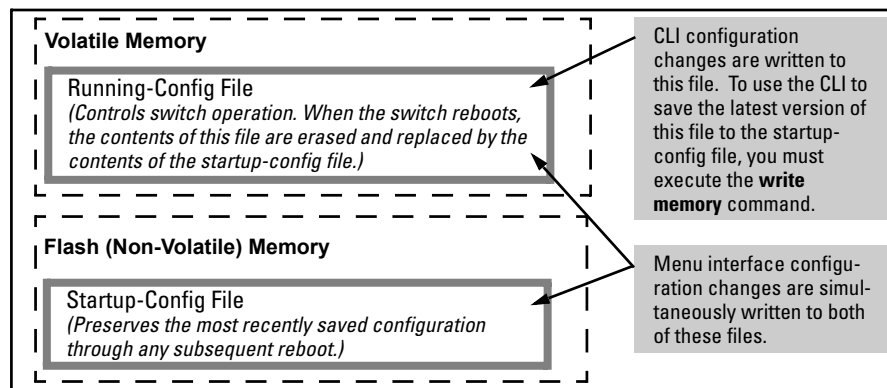 Volatile Memory
Running-Config File
(Controls switch operation. When the switch reboots,
the contents of this file are erased and replaced by the
contents of the startup-config file.)
CLI configuration
changes are written to
this file. To use the CLI to
save the latest version of
this file to the startup-
config file, you must
execute the write
memory command.
Flash (Non-Volatile) Memory
Startup-Config File
(Preserves the most recently saved configuration
through any subsequent reboot.)
Menu interface configu-
ration changes are simul-
taneously written to both
of these files.